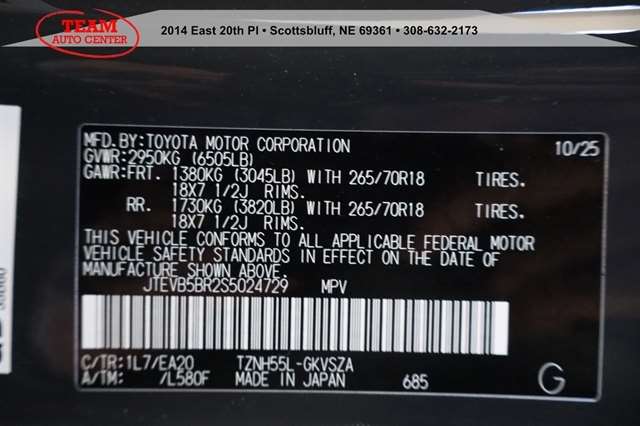 TEAM
AUTO CENTER
2014 East 20th Pl • Scottsbluff, NE 69361 • 308-632-2173
MFD.BY:TOYOTA MOTOR CORPORATION 10/25
GVWR:2950KG (6505LB)
GAWR:FRT. 1380KG (3045LB) WITH 265/70R18 TIRES.
18X7 1/2J RIMS.
RR. 1730KG (3820LB) WITH 265/70R18 TIRES.
18X7 1/2J RIMS.
THIS VEHICLE CONFORMS TO ALL APPLICABLE FEDERAL MOTOR
VEHICLE SAFETY STANDARDS IN EFFECT ON THE DATE OF
MANUFACTURE SHOWN ABOVE.
JTEVB5BR2S5024729 MPV
C/TR:1L7/EA20 TZNH55L-GKVSZA
A/TM: /L580F MADE IN JAPAN 685 G